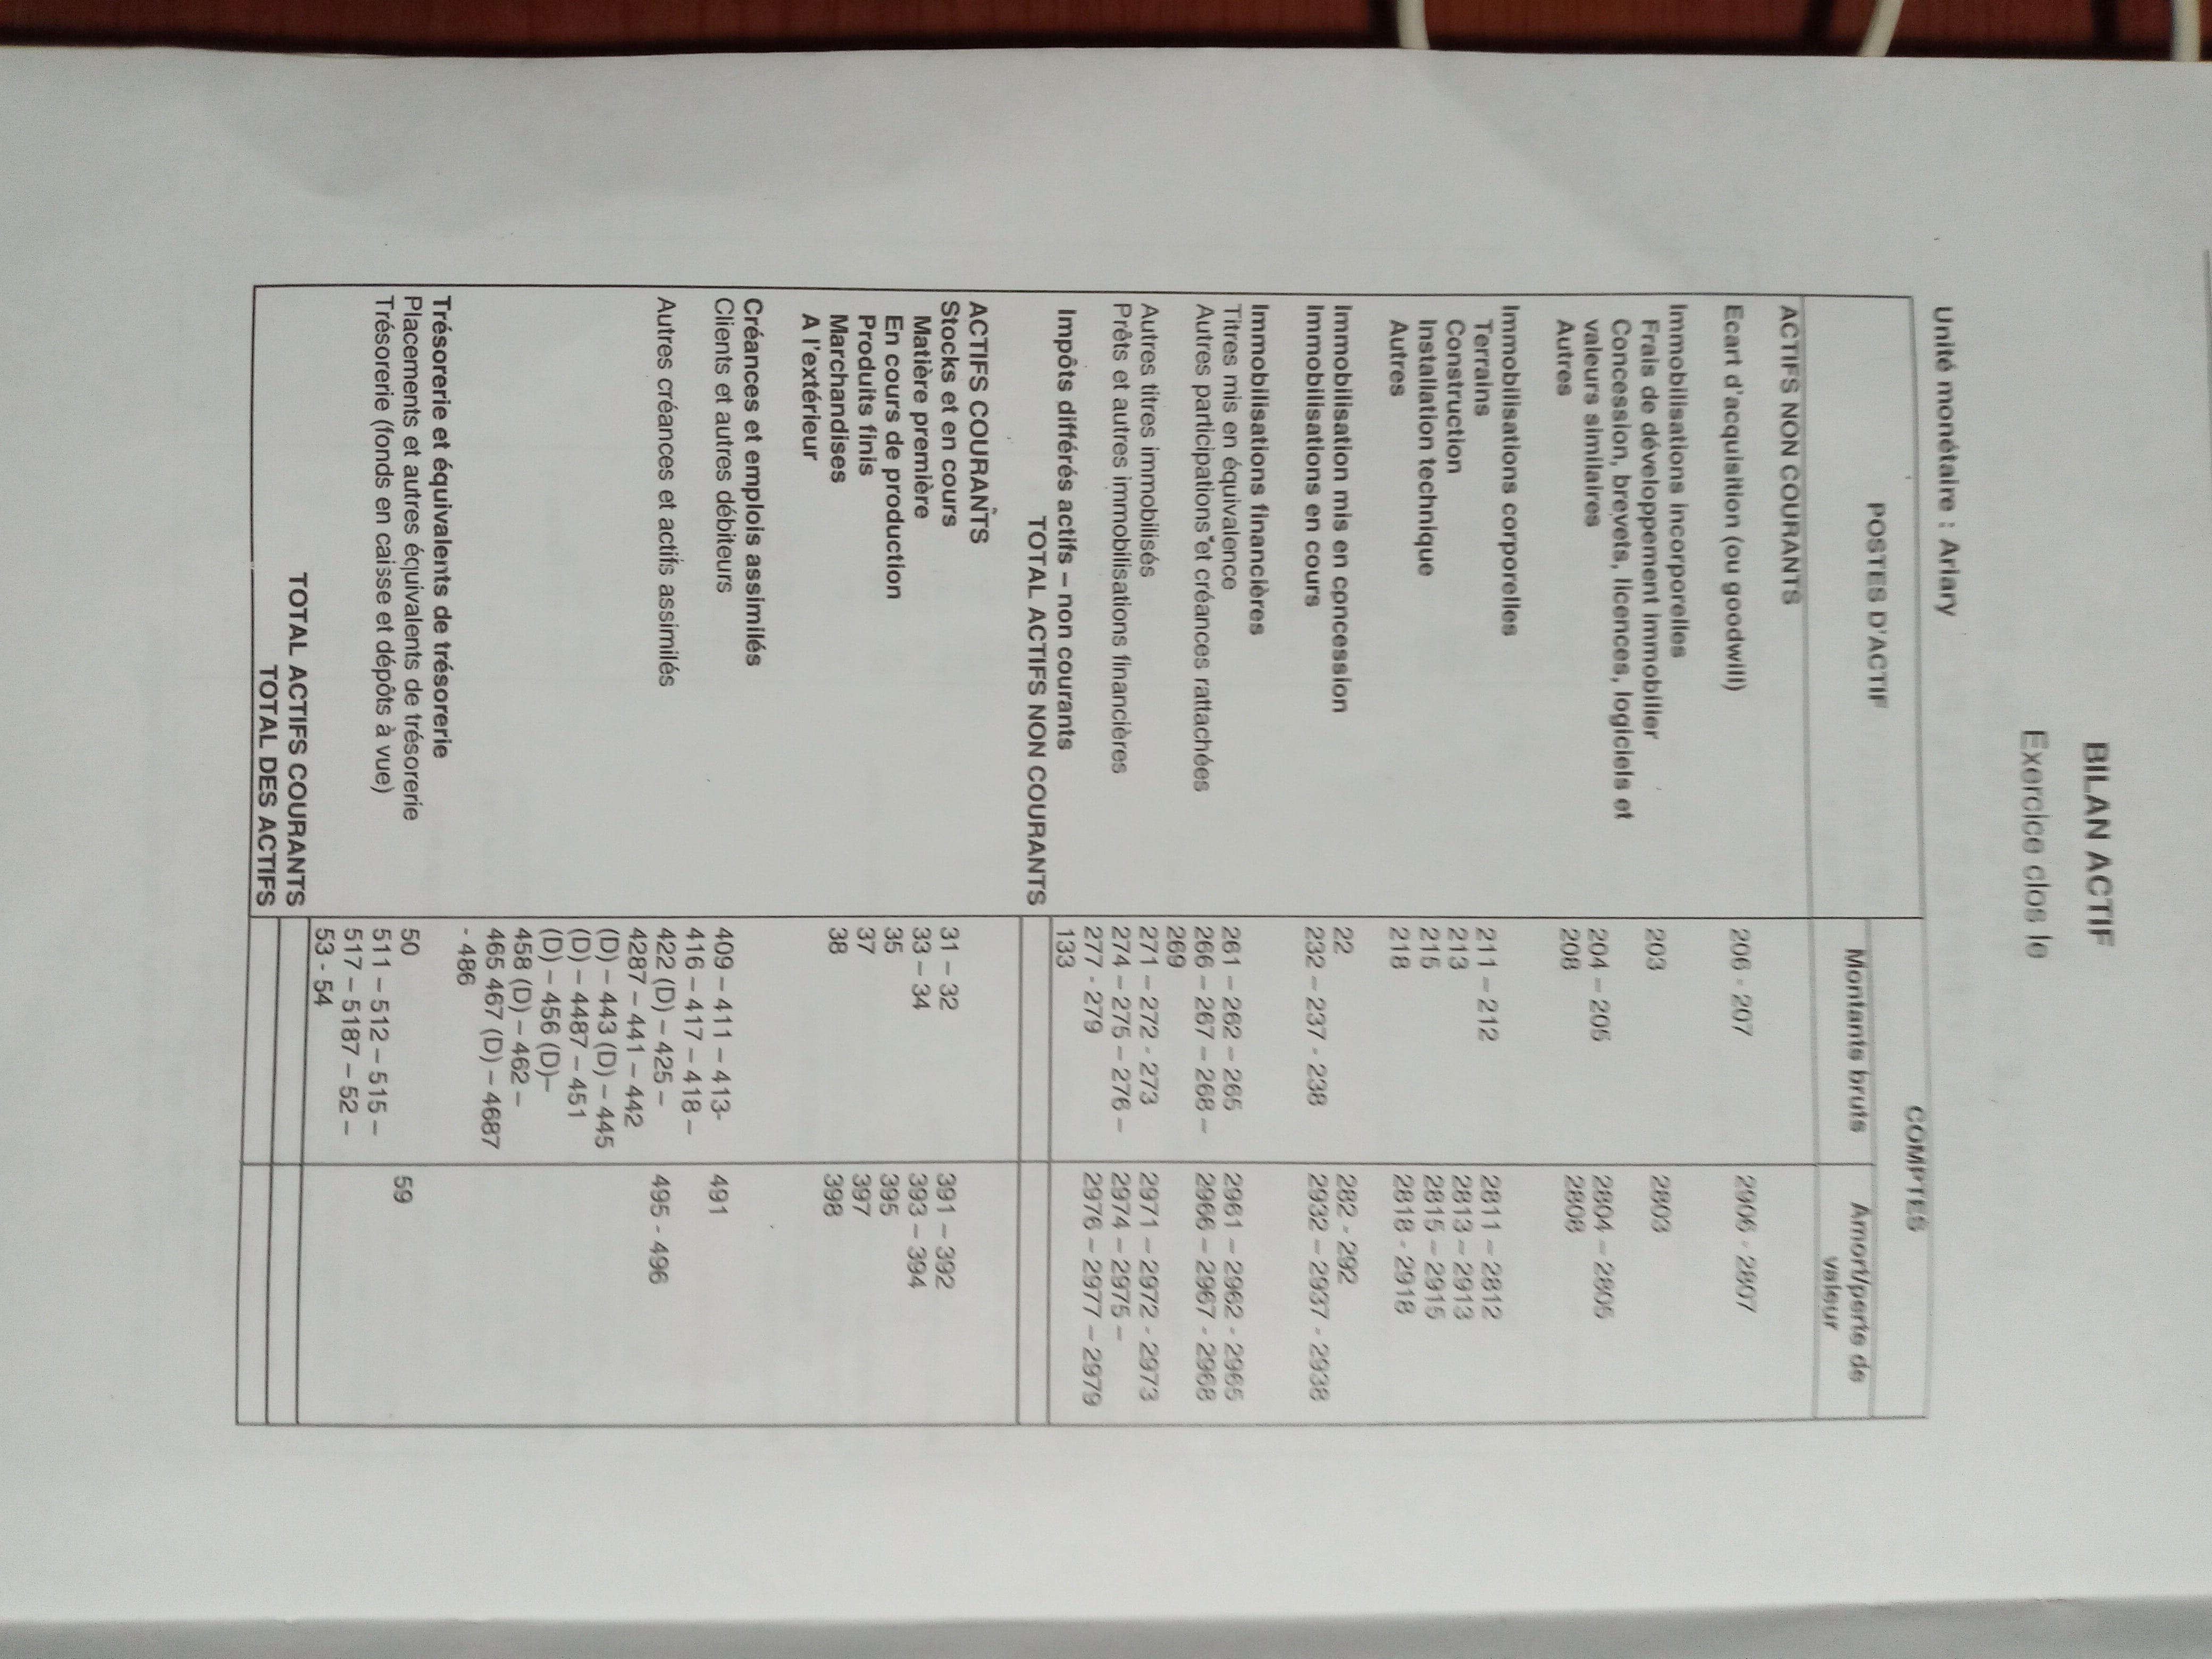 BILAN ACTIF
Exercice clos le
Unité monétaire : Ariary
POSTES D'ACTIF
COMPTES
Montants bruts
Amort/perte de
valeur
ACTIFS NON COURANTS
Ecart d'acquisition (ou goodwill) 206 - 207 2906 - 2807
Immobilisations incorporelles
Frais de développement immobilier 203 2803
Concession, brevets, licences, logiciels et
valeurs similaires 204 – 205 2804 – 2805
Autres 208 2808
Immobilisations corporelles
Terrains 211 – 212 2811 – 2812
Construction 213 2813 – 2913
Installation technique 215 2815 – 2915
Autres 218 2818 - 2918
Immobilisation mis en concession 22 282 - 292
Immobilisations en cours 232 – 237 - 238 2932 – 2937 - 2938
Immobilisations financières
Titres mis en équivalence 261 – 262 – 265 2961 – 2962 - 2965
Autres participations et créances rattachées 266 – 267 – 268 – 2966 – 2967 - 2968
269
Autres titres immobilisés 271 – 272 - 273 2971 – 2972 - 2973
Prêts et autres immobilisations financières 274 – 275 – 276 – 2974 – 2975 –
277 - 279 2976 – 2977 – 2979
Impôts différés actifs – non courants 133
TOTAL ACTIFS NON COURANTS
ACTIFS COURANTS
Stocks et en cours 31 – 32 391 – 392
Matière première 33 – 34 393 – 394
En cours de production 35 395
Produits finis 37 397
Marchandises 38 398
A l'extérieur
Créances et emplois assimilés
Clients et autres débiteurs 409 – 411 – 413- 491
416 – 417 – 418 –
Autres créances et actifs assimilés 422 (D) – 425 – 495 - 496
4287 – 441 – 442
(D) – 443 (D) – 445
(D) – 4487 – 451
(D) – 456 (D)–
458 (D) – 462 –
465 467 (D) – 4687
- 486
Trésorerie et équivalents de trésorerie
Placements et autres équivalents de trésorerie 50 59
Trésorerie (fonds en caisse et dépôts à vue) 511 – 512 – 515 –
517 – 5187 – 52 –
53 - 54
TOTAL ACTIFS COURANTS
TOTAL DES ACTIFS